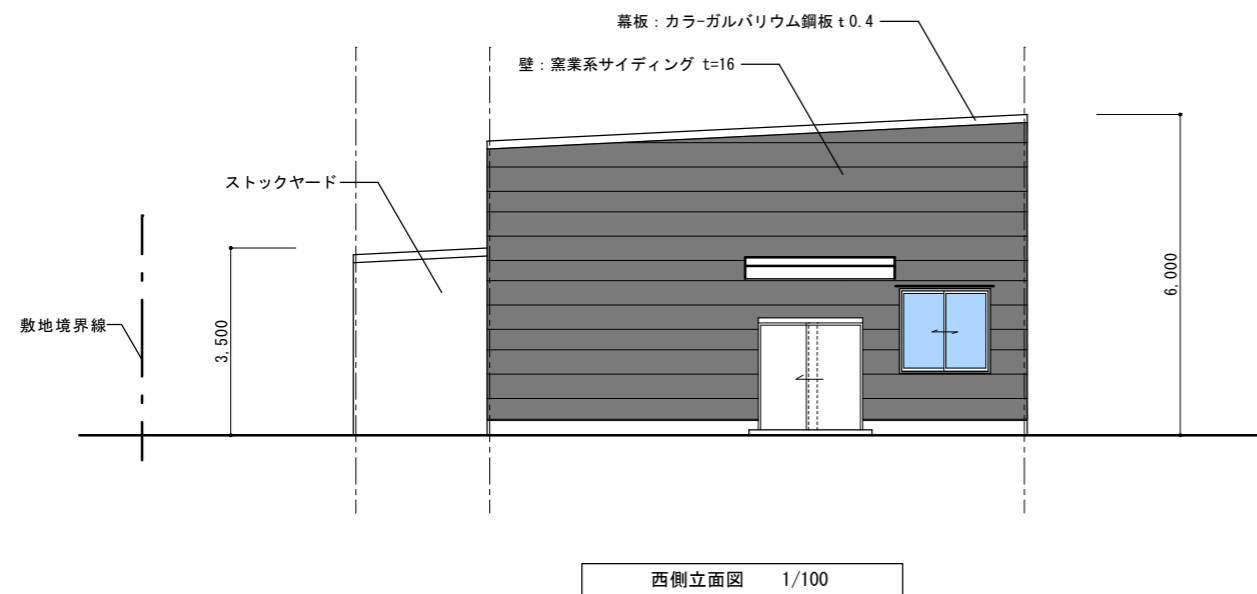 幕板：カラ-ガルバリウム鋼板ｔ0.4
壁：窯業系サイディング t=16
ストックヤード
敷地境界線
3,500
6,000
西側立面図 1/100